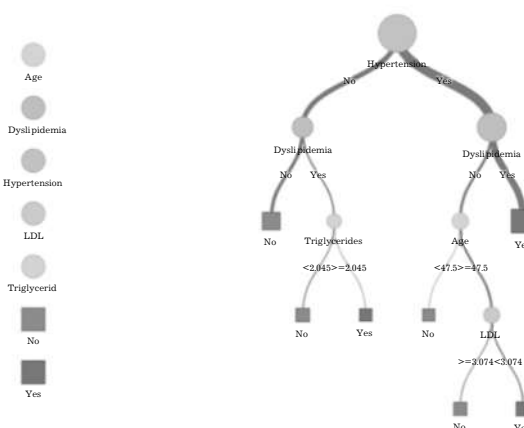 Age
Dyslipidemia
Hypertension
LDL
Triglycerid
No
Yes
Hypertension
No Yes
Dyslipidemia Dyslipidemia
No Yes No Yes
No Triglycerides Age
<2.045>=2.045 <47.5>=47.5
No Yes No LDL
>=3.074<3.074
No